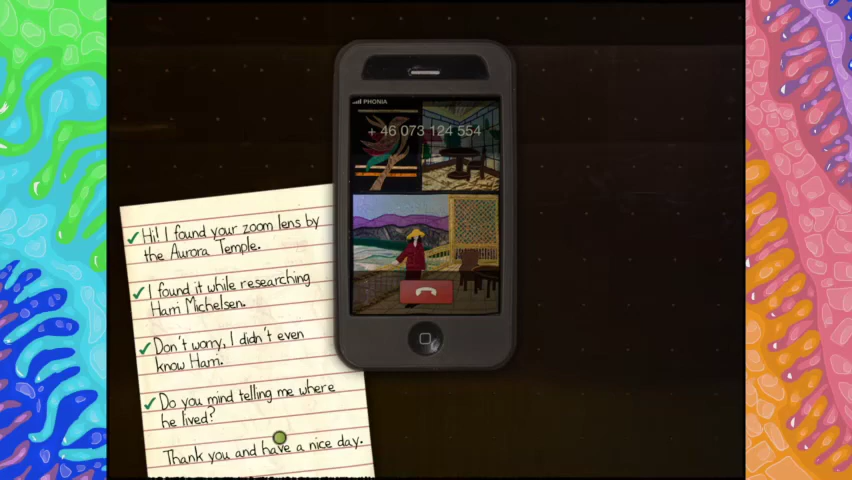 PHONIA
+ 46 073 124 554
Hi! I found your zoom lens by
the Aurora Temple.
I found it while researching
Harri Michelsen.
Don't worry, I didn't even
know Harri.
Do you mind telling me where
he lived?
Thank you and have a nice day.